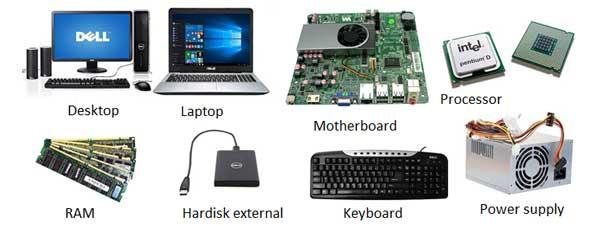 DELL
intel
pentium D
Desktop
Laptop
Motherboard
Processor
RAM
Hardisk external
Keyboard
Power supply